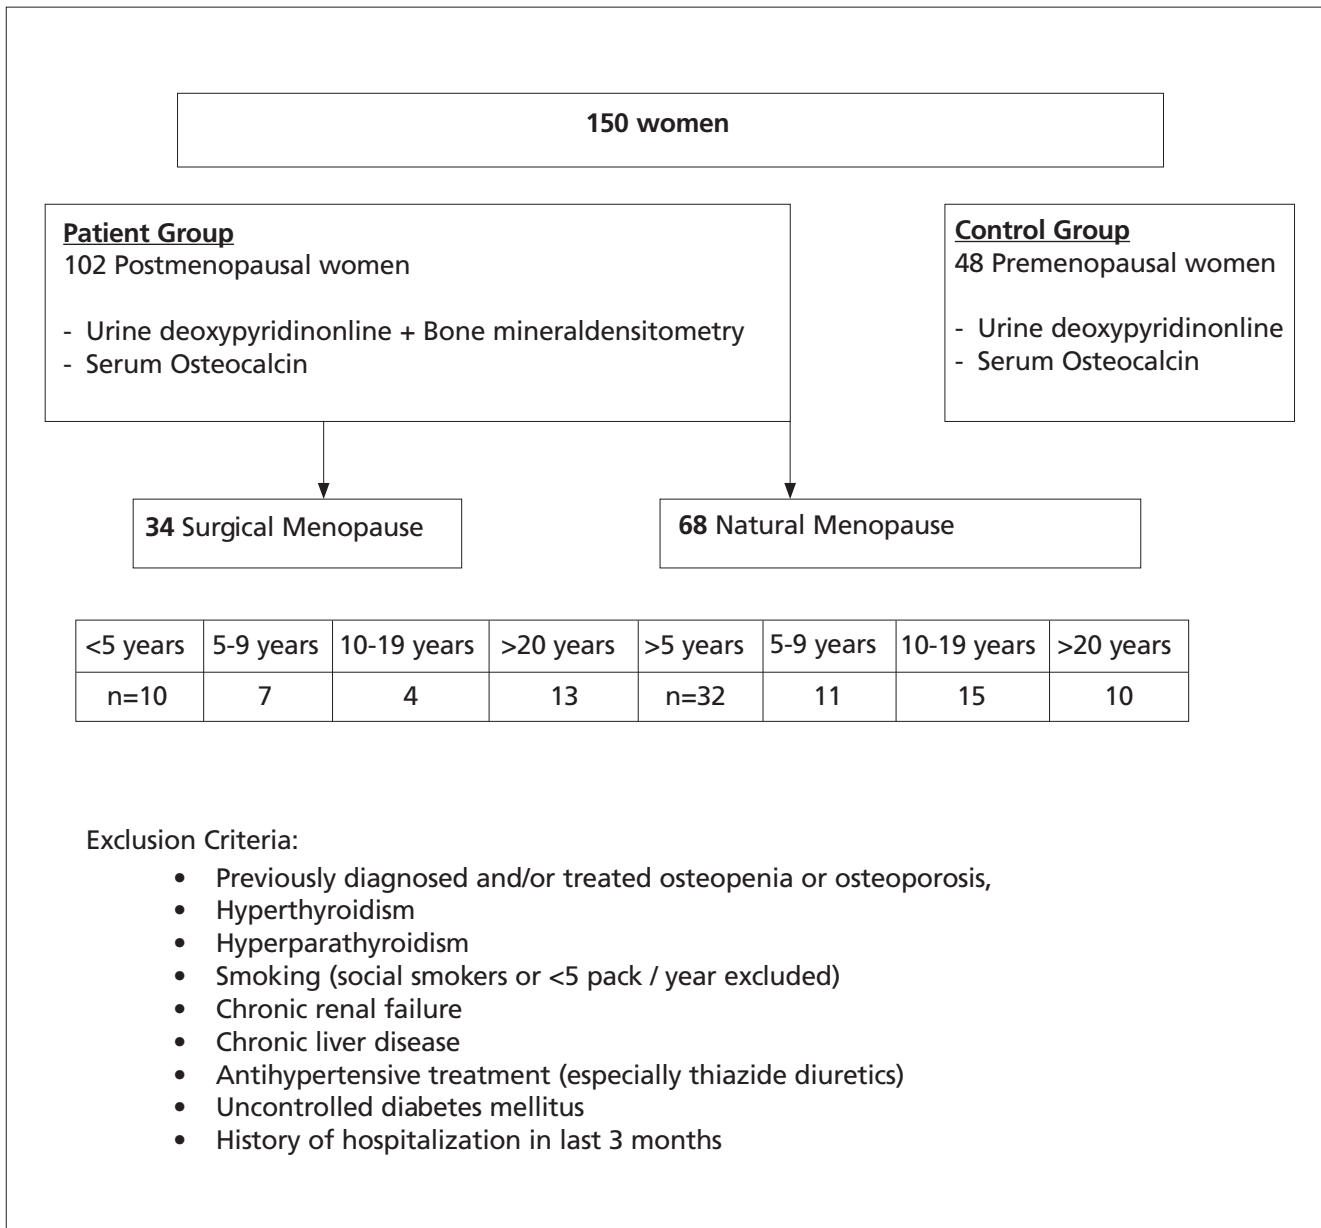 150 women
Patient Group
102 Postmenopausal women
- Urine deoxypyridinonline + Bone mineraldensitometry
- Serum Osteocalcin
Control Group
48 Premenopausal women
- Urine deoxypyridinonline
- Serum Osteocalcin
34 Surgical Menopause
68 Natural Menopause
<5 years 5-9 years 10-19 years >20 years >5 years 5-9 years 10-19 years >20 years
n=10 7 4 13 n=32 11 15 10
Exclusion Criteria:
• Previously diagnosed and/or treated osteopenia or osteoporosis,
• Hyperthyroidism
• Hyperparathyroidism
• Smoking (social smokers or <5 pack / year excluded)
• Chronic renal failure
• Chronic liver disease
• Antihypertensive treatment (especially thiazide diuretics)
• Uncontrolled diabetes mellitus
• History of hospitalization in last 3 months